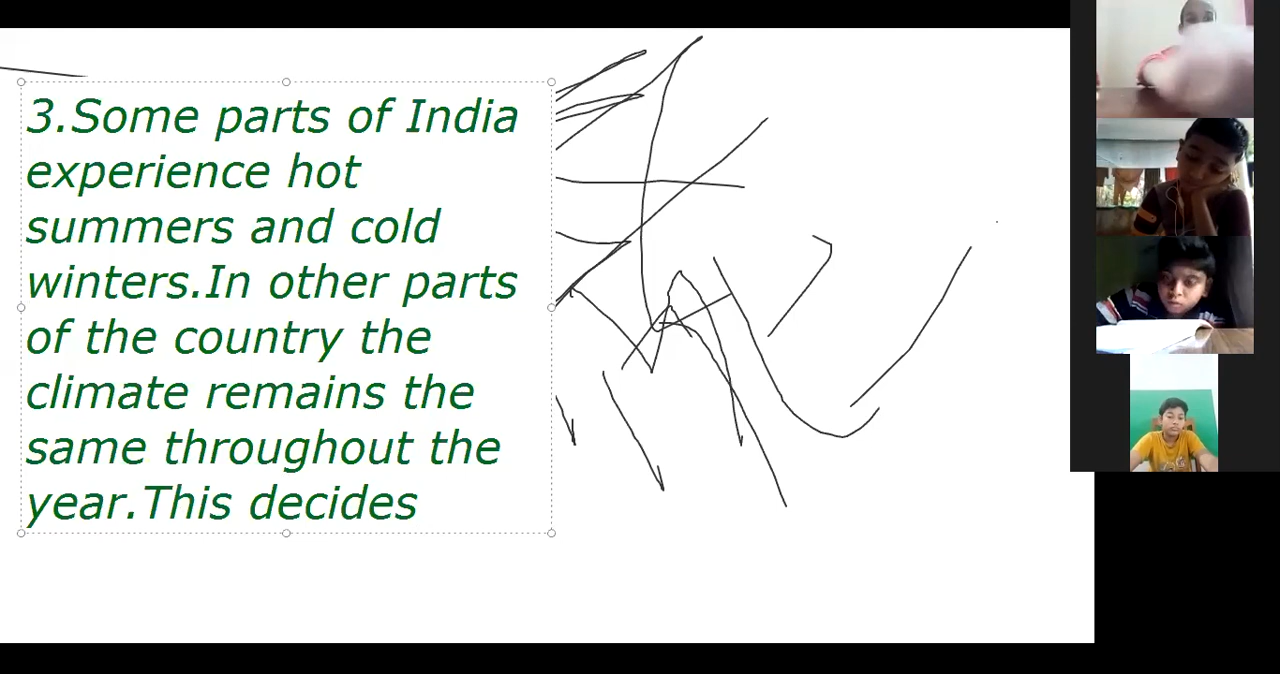 3.Some parts of India
experience hot
summers and cold
winters.In other parts
of the country the
climate remains the
same throughout the
year.This decides